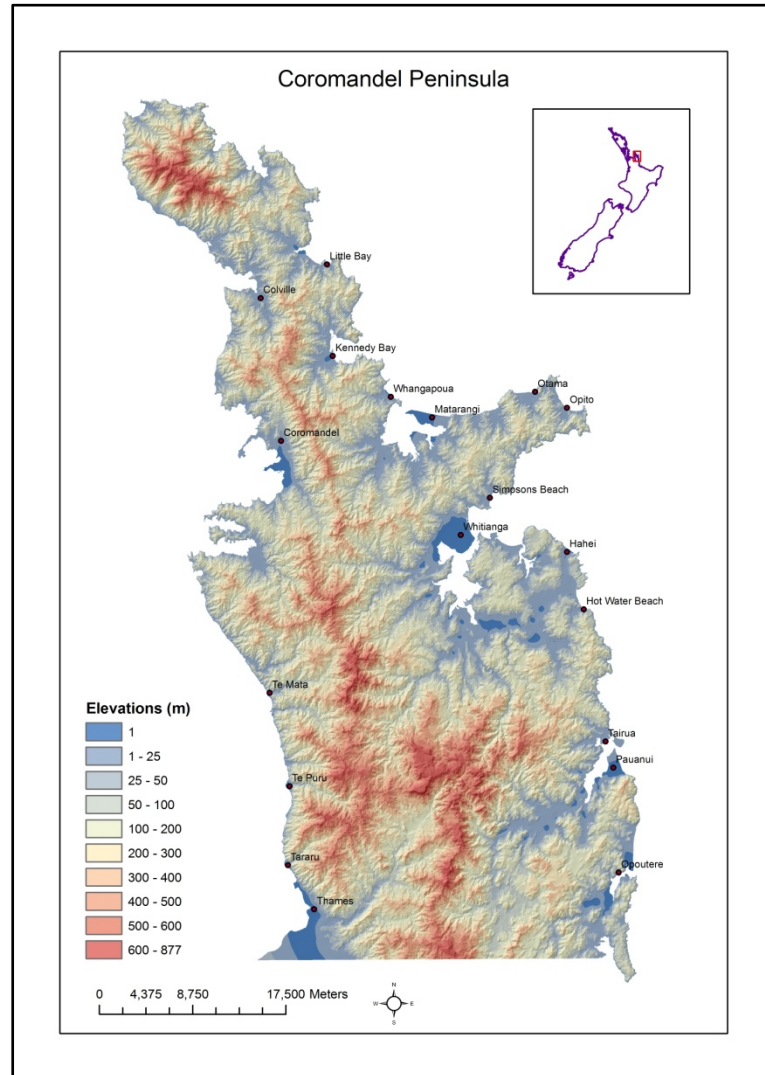 Coromandel Peninsula
Little Bay
Colville
Kennedy Bay
Whangapoua
Otama
Opito
Matarangi
Coromandel
Simpsons Beach
Whitianga
Hahei
Hot Water Beach
Te Mata
Tairua
Pauanui
Te Puru
Tararu
Opoutere
Thames
Elevations (m)
1
1 - 25
25 - 50
50 - 100
100 - 200
200 - 300
300 - 400
400 - 500
500 - 600
600 - 877
0 4,375 8,750 17,500 Meters
N
W E
S